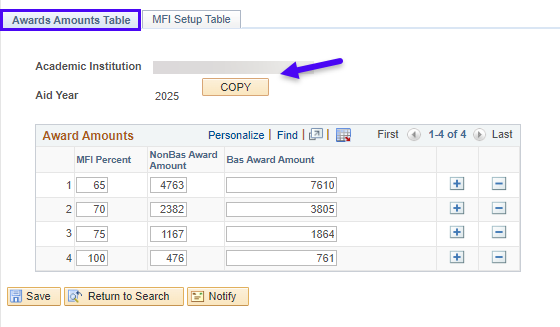 Awards Amounts Table MFI Setup Table
Academic Institution
COPY
Aid Year 2025
Award Amounts Personalize | Find | First 1-4 of 4 Last
MFI Percent NonBas Award Amount Bas Award Amount
1 65 4763 7610
2 70 2382 3805
3 75 1167 1864
4 100 476 761
Save Return to Search Notify